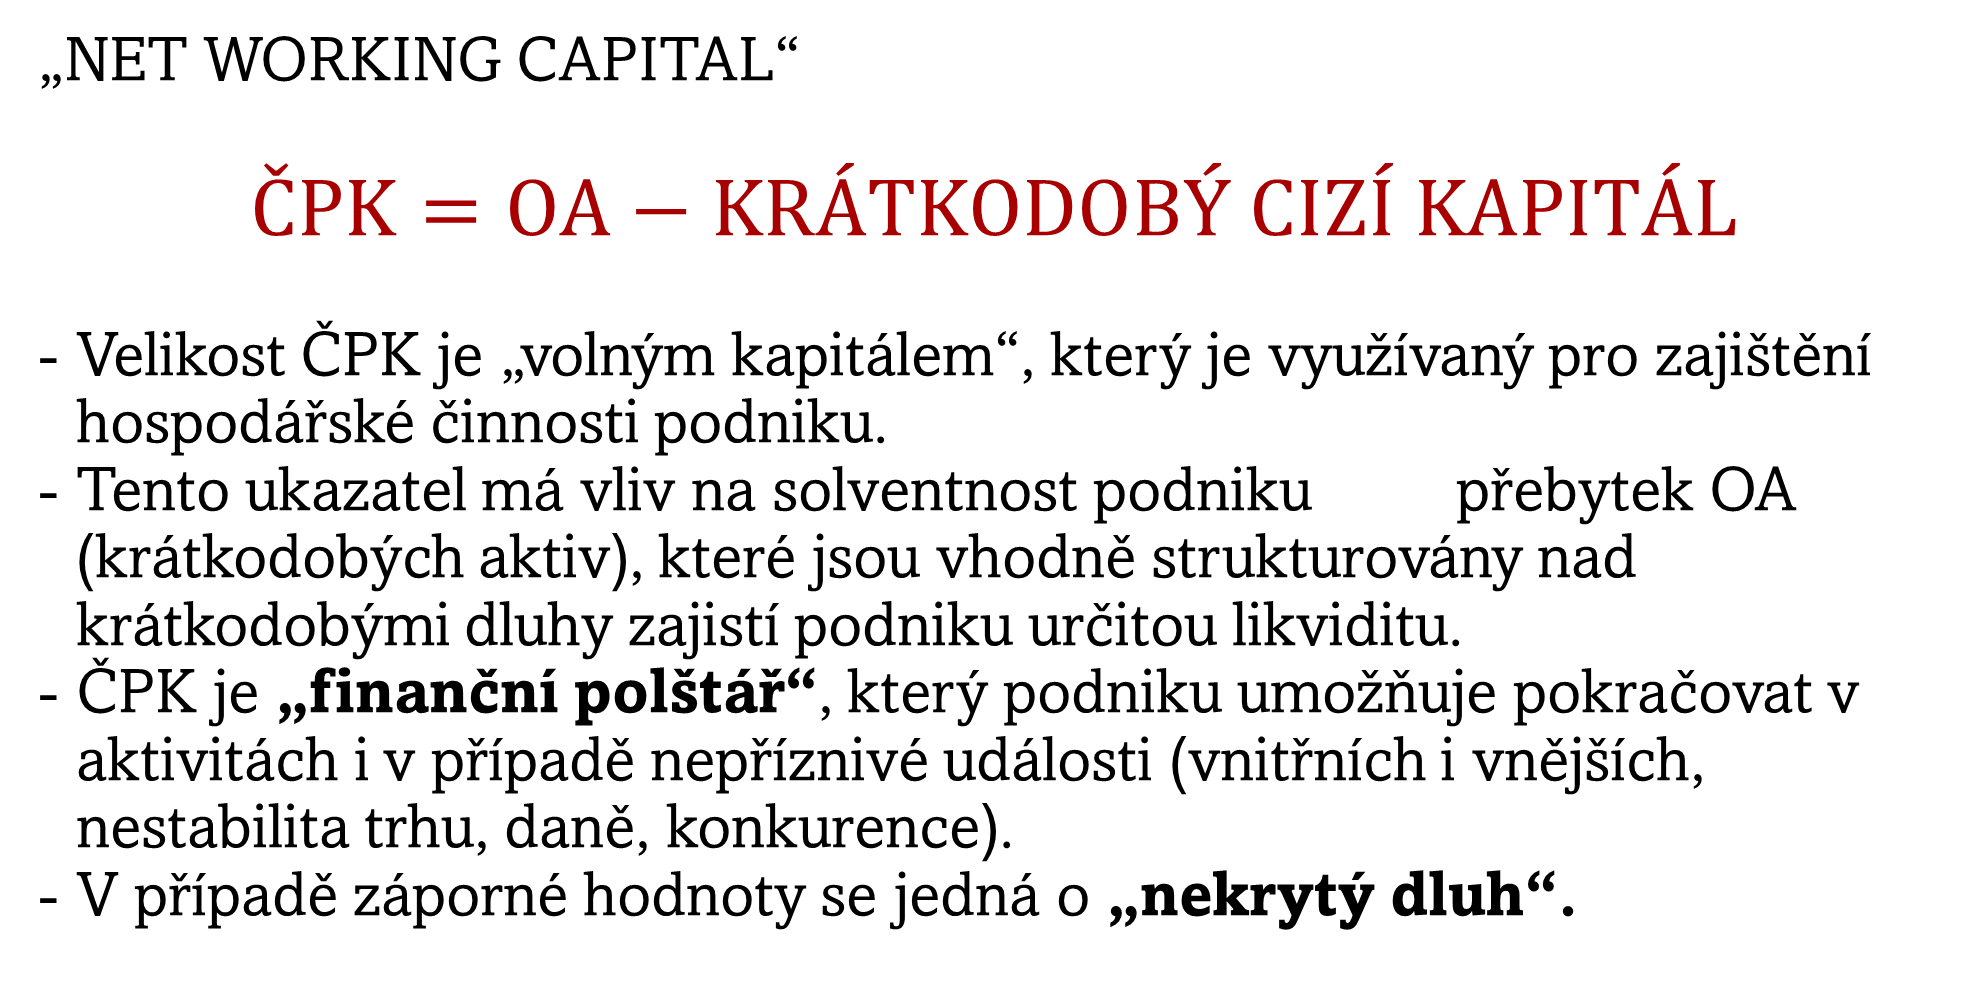 „NET WORKING CAPITAL“
ČPK = OA − KRÁTKODOBÝ CIZÍ KAPITÁL
- Velikost ČPK je „volným kapitálem“, který je využívaný pro zajištění
hospodářské činnosti podniku.
- Tento ukazatel má vliv na solventnost podniku přebytek OA
(krátkodobých aktiv), které jsou vhodně strukturovány nad
krátkodobými dluhy zajistí podniku určitou likviditu.
- ČPK je „finanční polštář“, který podniku umožňuje pokračovat v
aktivitách i v případě nepříznivé události (vnitřních i vnějších,
nestabilita trhu, daně, konkurence).
- V případě záporné hodnoty se jedná o „nekrytý dluh“.